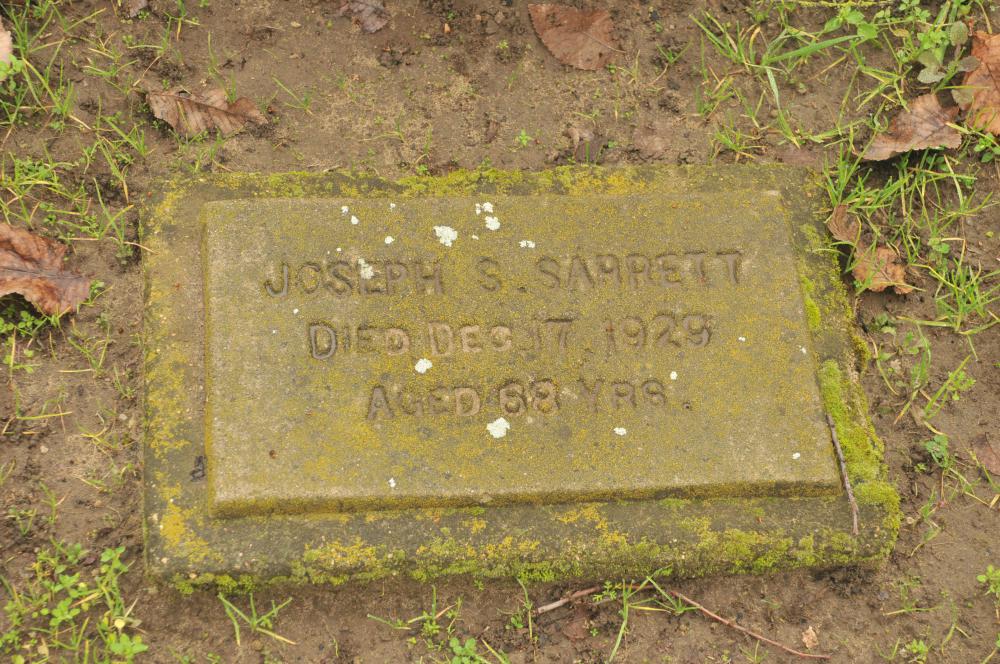 JOSEPH S. SARRETT
DIED DEC. 17, 1929
AGED 68 YRS.